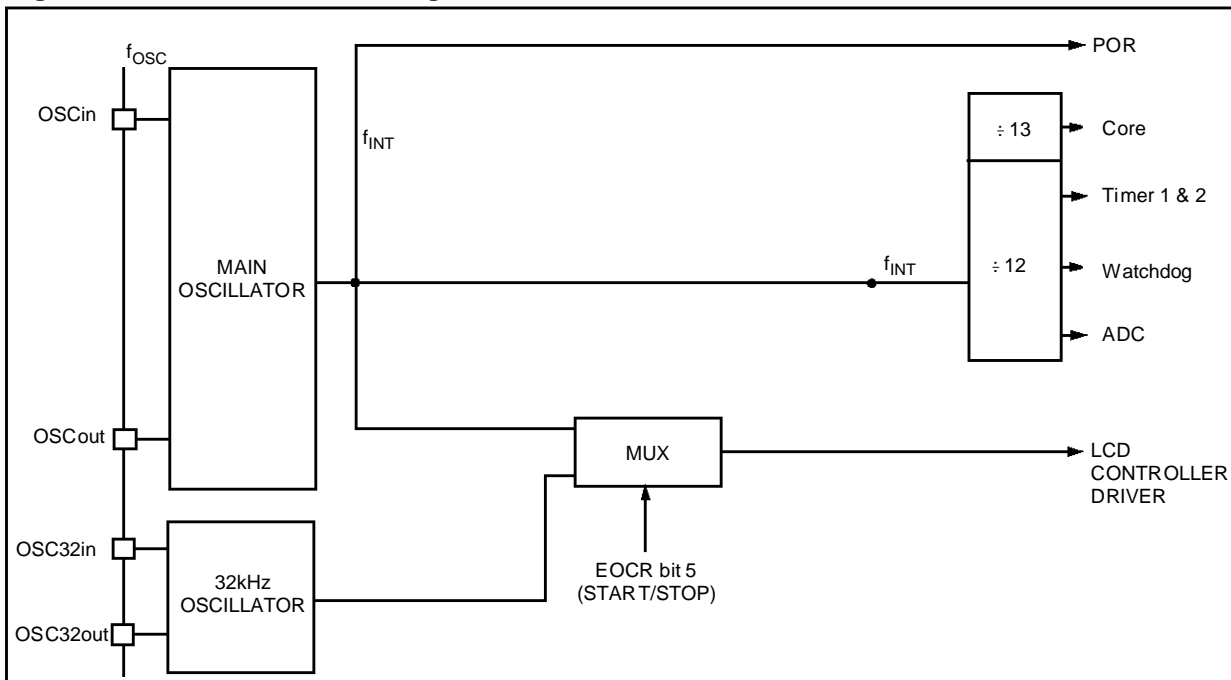 fOSC
POR
OSCin
÷ 13
Core
fINT
Timer 1 & 2
MAIN
OSCILLATOR
fINT
÷ 12
Watchdog
ADC
OSCout
MUX
LCD
CONTROLLER
DRIVER
OSC32in
32kHz
OSCILLATOR
EOCR bit 5
(START/STOP)
OSC32out